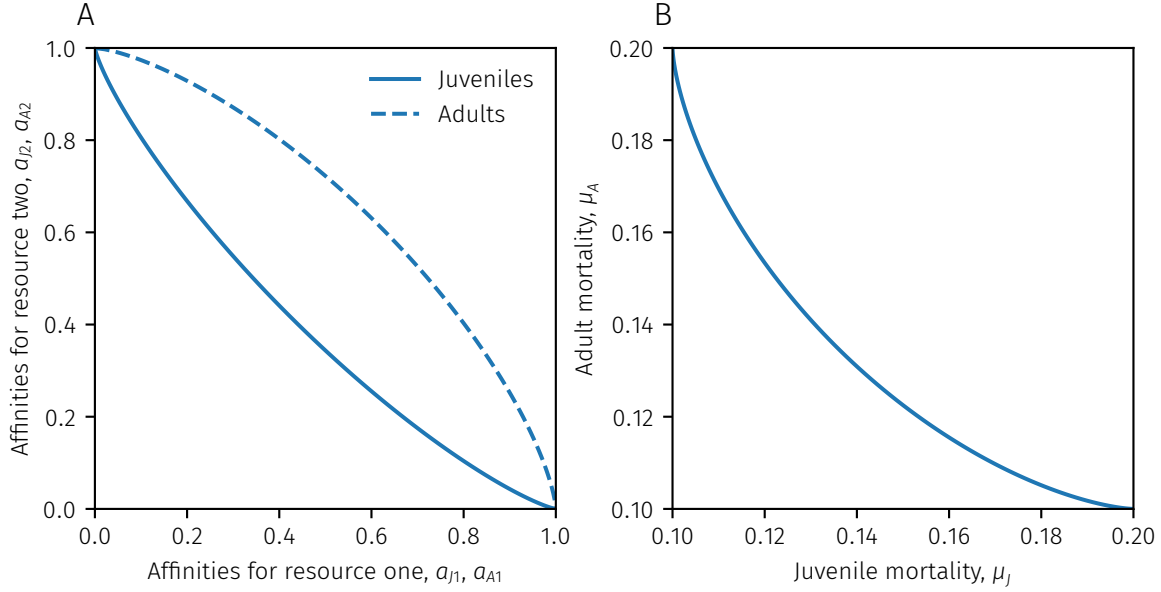 A
B
1.0
0.8
0.6
0.4
0.2
0.0
Affinities for resource two, aJ2, aA2
Juveniles
Adults
0.0 0.2 0.4 0.6 0.8 1.0
Affinities for resource one, aJ1, aA1
0.20
0.18
0.16
0.14
0.12
0.10
Adult mortality, μA
0.10 0.12 0.14 0.16 0.18 0.20
Juvenile mortality, μJ